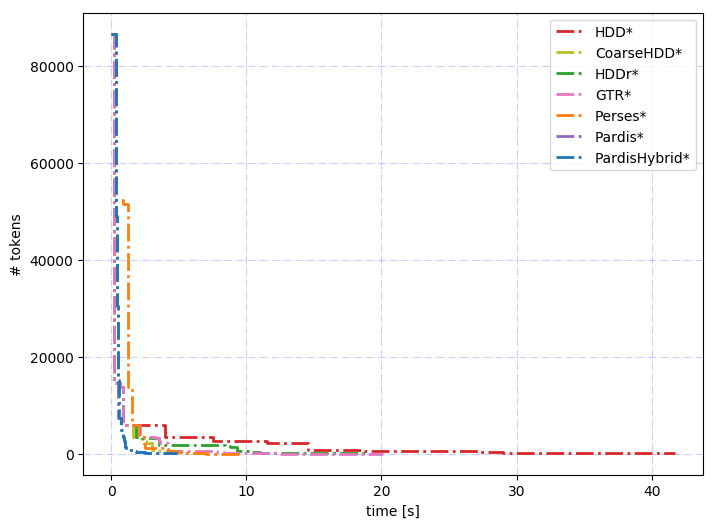 HDD*
CoarseHDD*
HDDr*
GTR*
Perses*
Pardis*
PardisHybrid*
80000
60000
40000
20000
0
# tokens
0 10 20 30 40
time [s]